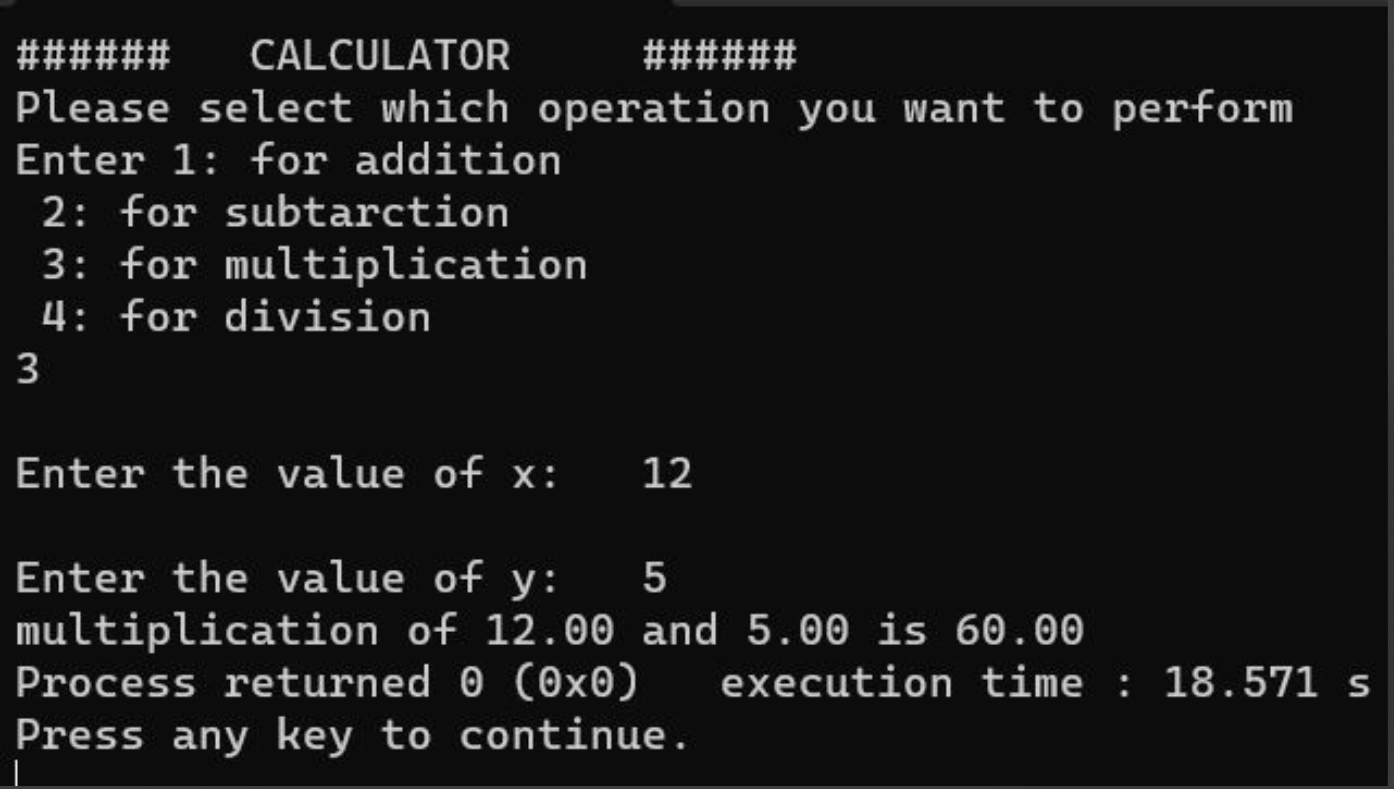 ######   CALCULATOR     ######
Please select which operation you want to perform
Enter 1: for addition
 2: for subtarction
 3: for multiplication
 4: for division
3

Enter the value of x:   12

Enter the value of y:   5
multiplication of 12.00 and 5.00 is 60.00
Process returned 0 (0x0)   execution time : 18.571 s
Press any key to continue.